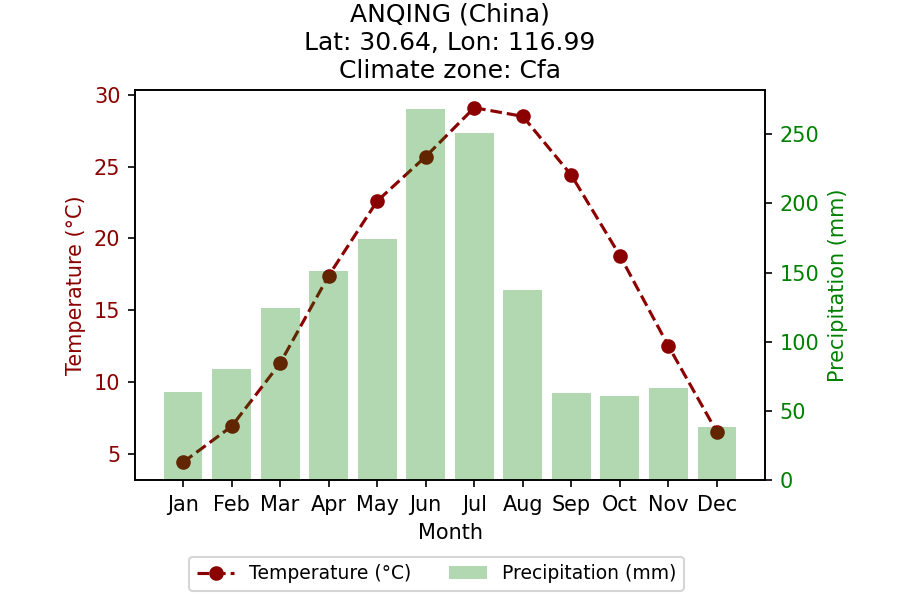 ANQING (China)
Lat: 30.64, Lon: 116.99
Climate zone: Cfa
30
25
20
15
10
5
Temperature (°C)
250
200
150
100
50
0
Precipitation (mm)
Jan Feb Mar Apr May Jun Jul Aug Sep Oct Nov Dec
Month
Temperature (°C) Precipitation (mm)